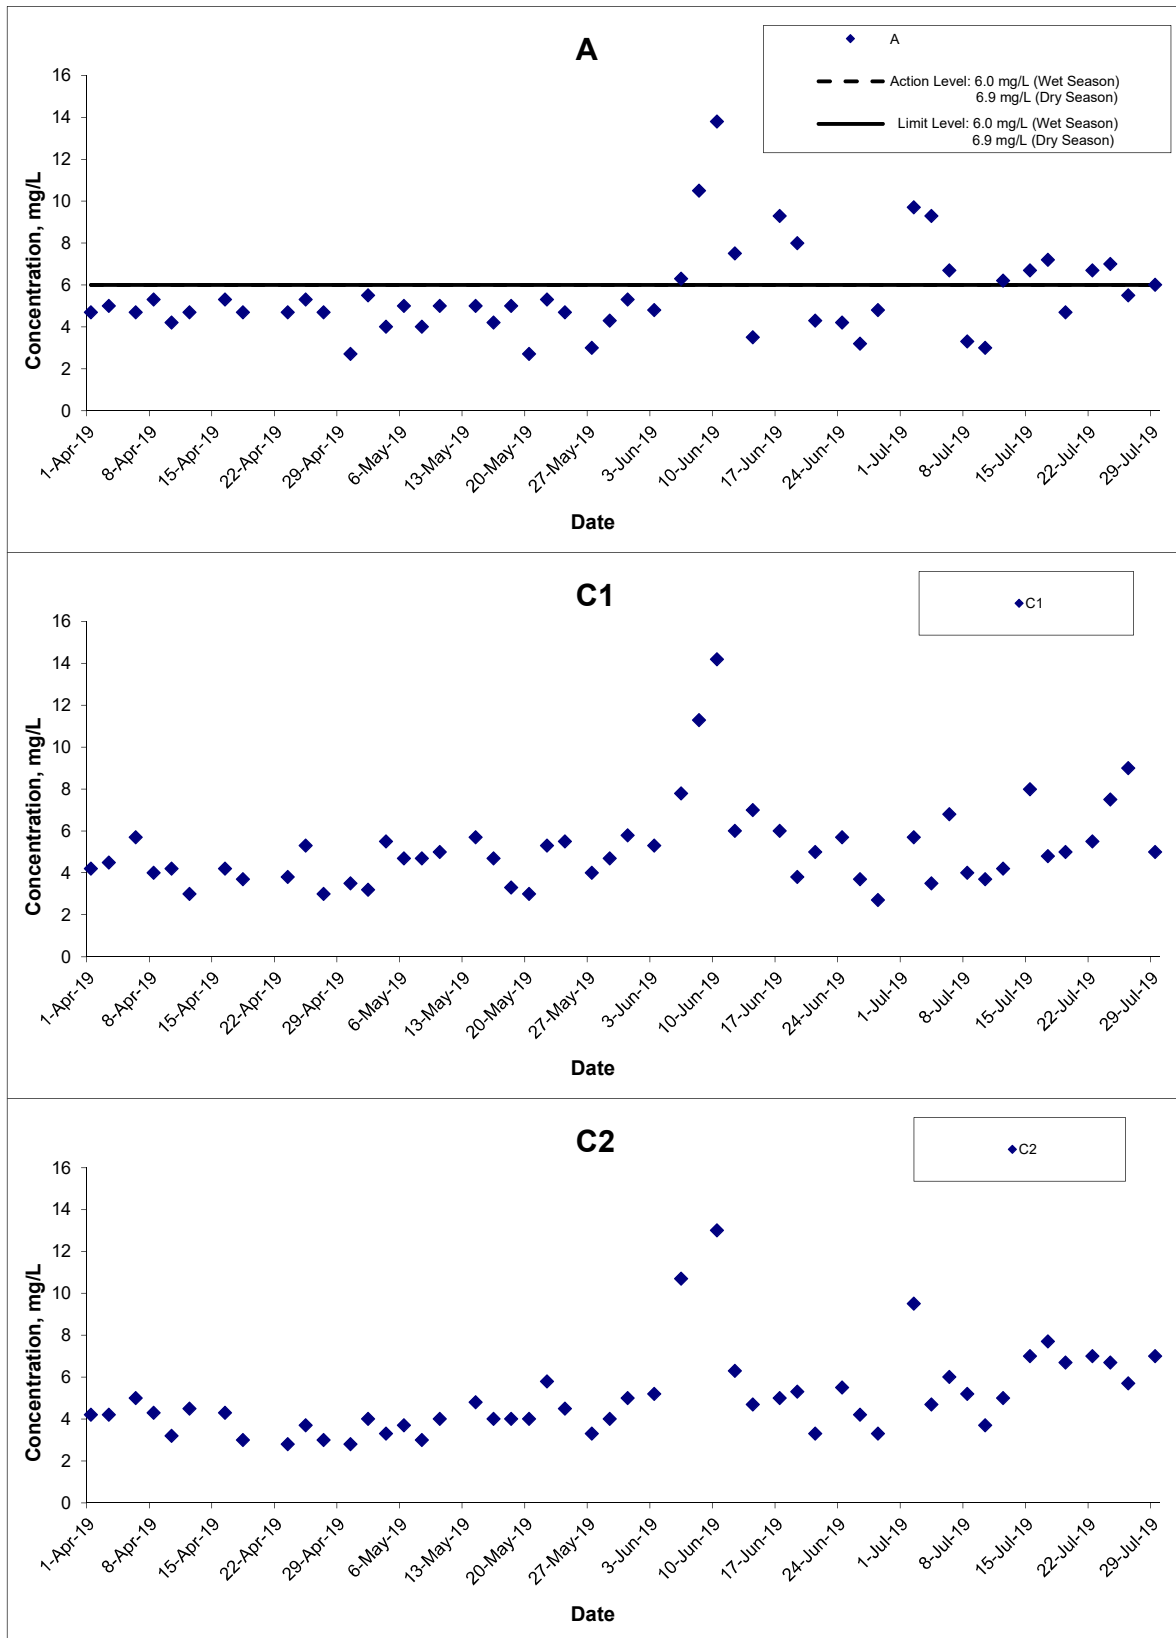 A
A
Action Level: 6.0 mg/L (Wet Season)
6.9 mg/L (Dry Season)
Limit Level: 6.0 mg/L (Wet Season)
6.9 mg/L (Dry Season)
Concentration, mg/L
16
14
12
10
8
6
4
2
0
1-Apr-19
8-Apr-19
15-Apr-19
22-Apr-19
29-Apr-19
6-May-19
13-May-19
20-May-19
27-May-19
3-Jun-19
10-Jun-19
17-Jun-19
24-Jun-19
1-Jul-19
8-Jul-19
15-Jul-19
22-Jul-19
29-Jul-19
Date
C1
C1
Concentration, mg/L
16
14
12
10
8
6
4
2
0
1-Apr-19
8-Apr-19
15-Apr-19
22-Apr-19
29-Apr-19
6-May-19
13-May-19
20-May-19
27-May-19
3-Jun-19
10-Jun-19
17-Jun-19
24-Jun-19
1-Jul-19
8-Jul-19
15-Jul-19
22-Jul-19
29-Jul-19
Date
C2
C2
Concentration, mg/L
16
14
12
10
8
6
4
2
0
1-Apr-19
8-Apr-19
15-Apr-19
22-Apr-19
29-Apr-19
6-May-19
13-May-19
20-May-19
27-May-19
3-Jun-19
10-Jun-19
17-Jun-19
24-Jun-19
1-Jul-19
8-Jul-19
15-Jul-19
22-Jul-19
29-Jul-19
Date